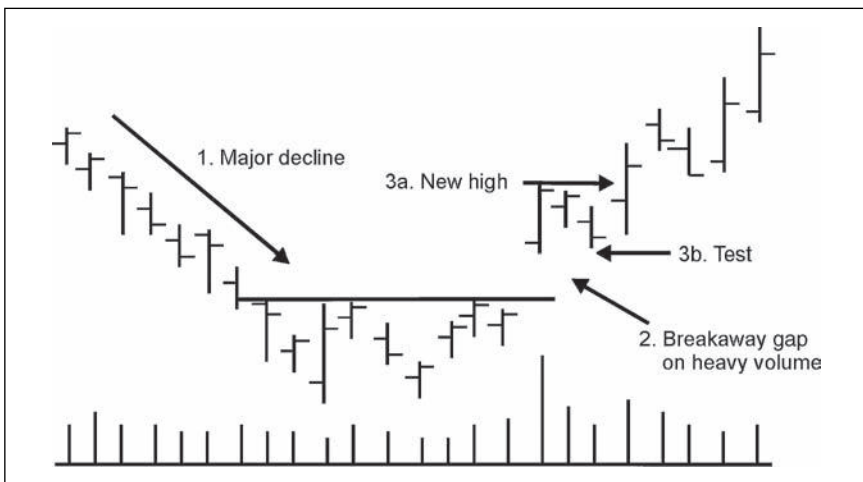 1. Major decline
3a. New high
3b. Test
2. Breakaway gap
on heavy volume